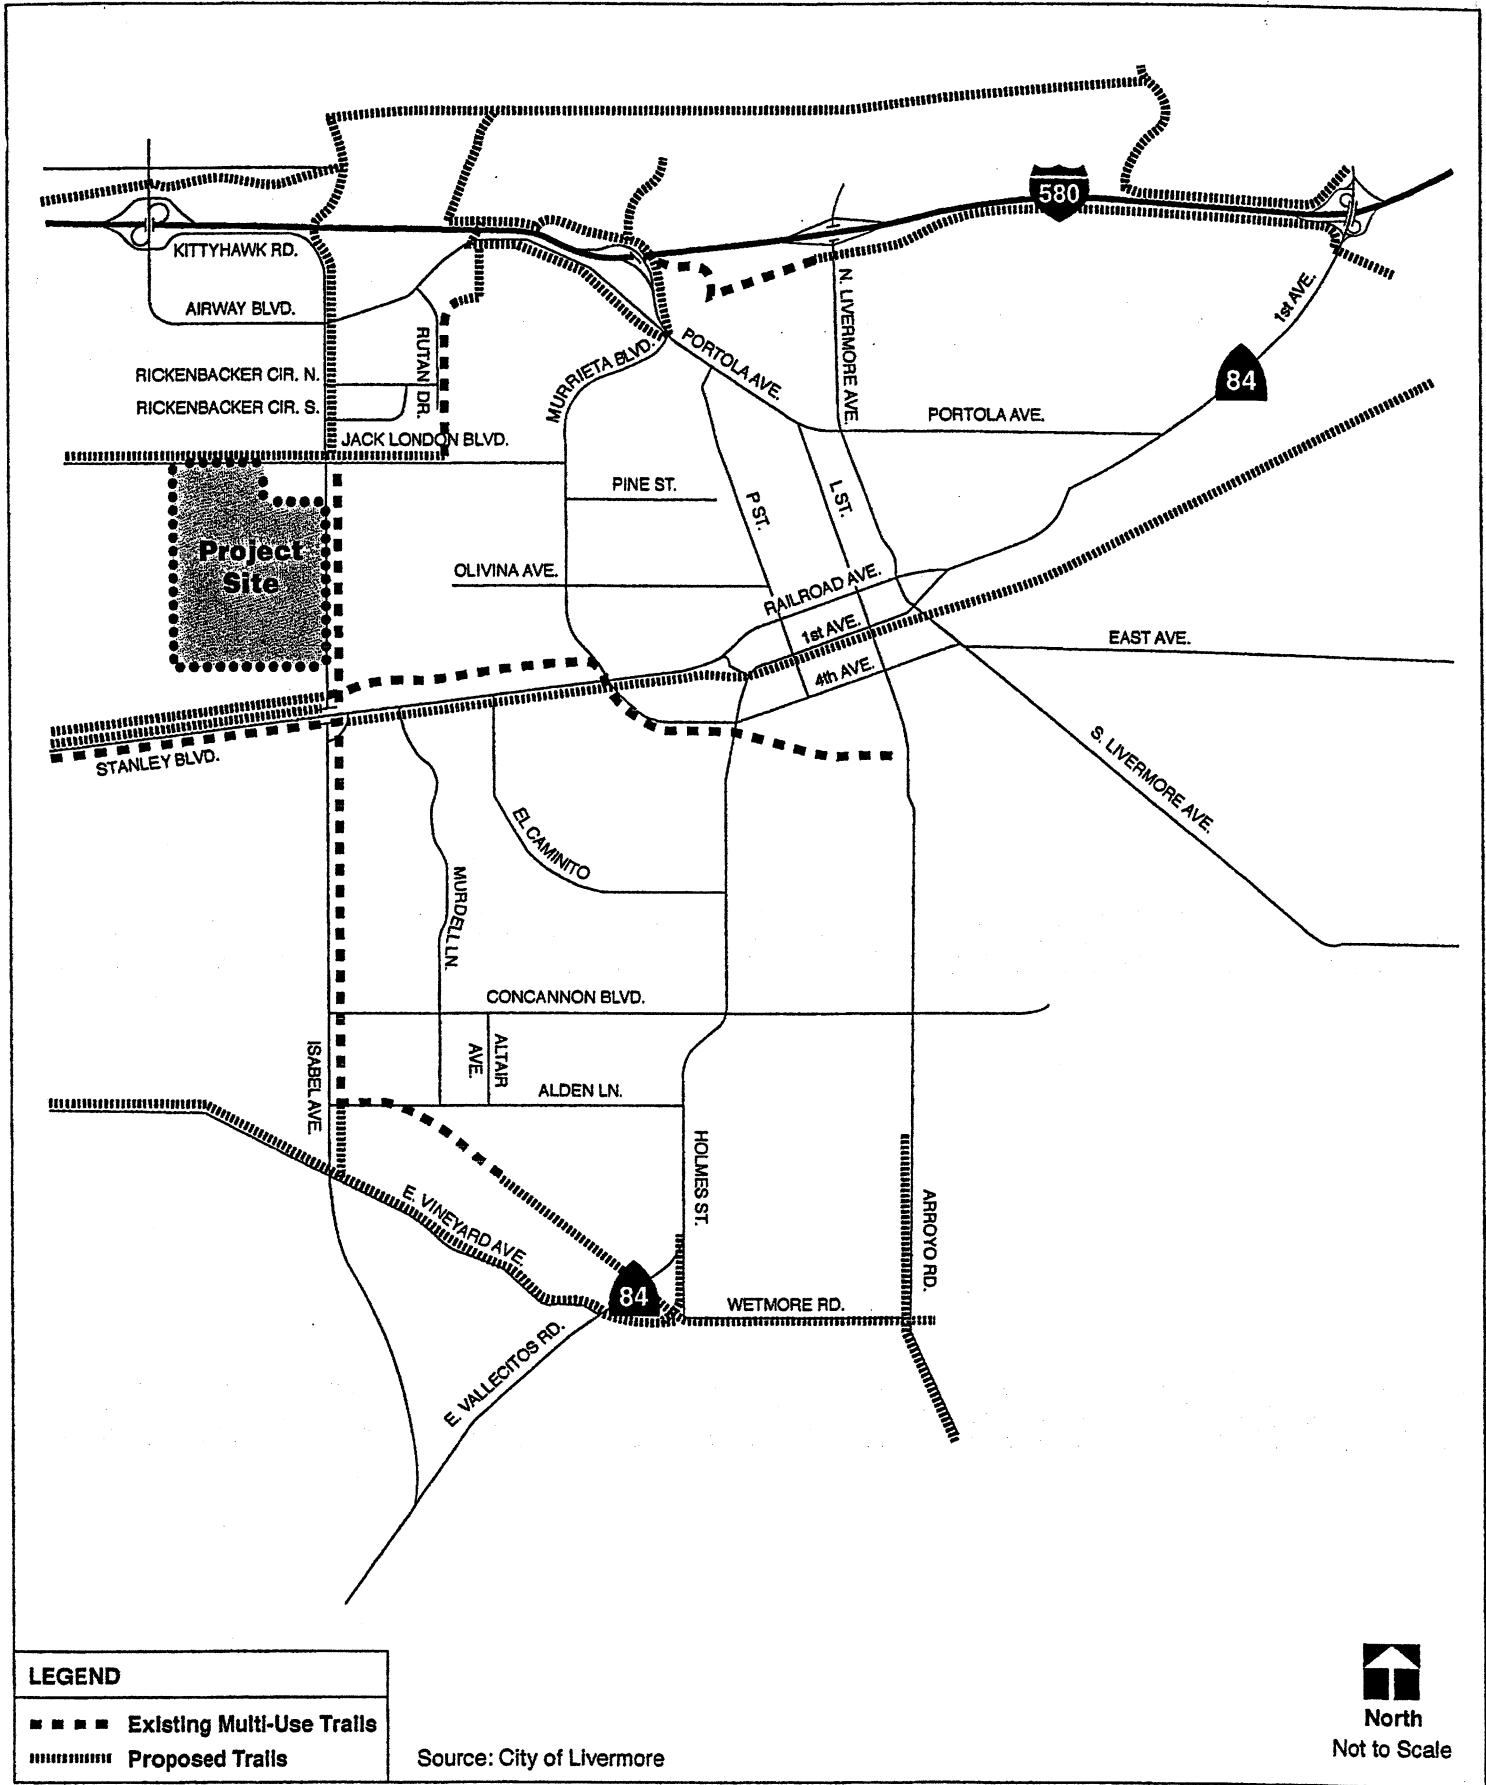 580
KITTYHAWK RD.
AIRWAY BLVD.
RUTAN DR.
N. LIVERMORE AVE.
1st AVE.
MURRIETA BLVD.
PORTOLA AVE.
84
RICKENBACKER CIR. N.
RICKENBACKER CIR. S.
PORTOLA AVE.
JACK LONDON BLVD.
PINE ST.
P ST.
L ST.
Project
Site
OLIVINA AVE.
RAILROAD AVE.
1st AVE.
4th AVE.
EAST AVE.
STANLEY BLVD.
S. LIVERMORE AVE.
EL CAMINITO
MURDELL LN.
CONCANNON BLVD.
ISABEL AVE.
ALTAIR
AVE.
ALDEN LN.
HOLMES ST.
ARROYO RD.
E. VINEYARD AVE.
84
WETMORE RD.
E. VALLECITOS RD.
LEGEND
Existing Multi-Use Trails
Proposed Trails
Source: City of Livermore
North
Not to Scale